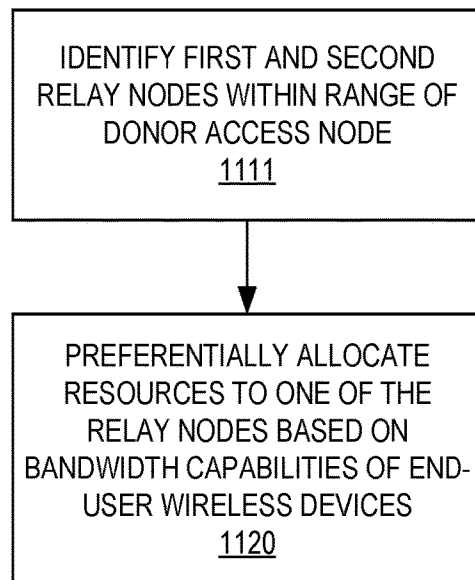 IDENTIFY FIRST AND SECOND
RELAY NODES WITHIN RANGE OF
DONOR ACCESS NODE
1111
PREFERENTIALLY ALLOCATE
RESOURCES TO ONE OF THE
RELAY NODES BASED ON
BANDWIDTH CAPABILITIES OF END-
USER WIRELESS DEVICES
1120